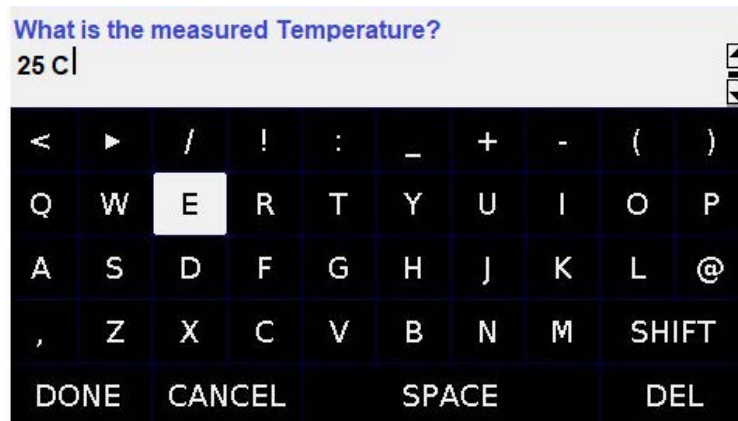 What is the measured Temperature?
25 C
< ► / ! : _ + - ( )
Q W E R T Y U I O P
A S D F G H J K L @
, Z X C V B N M SHIFT
DONE CANCEL SPACE DEL